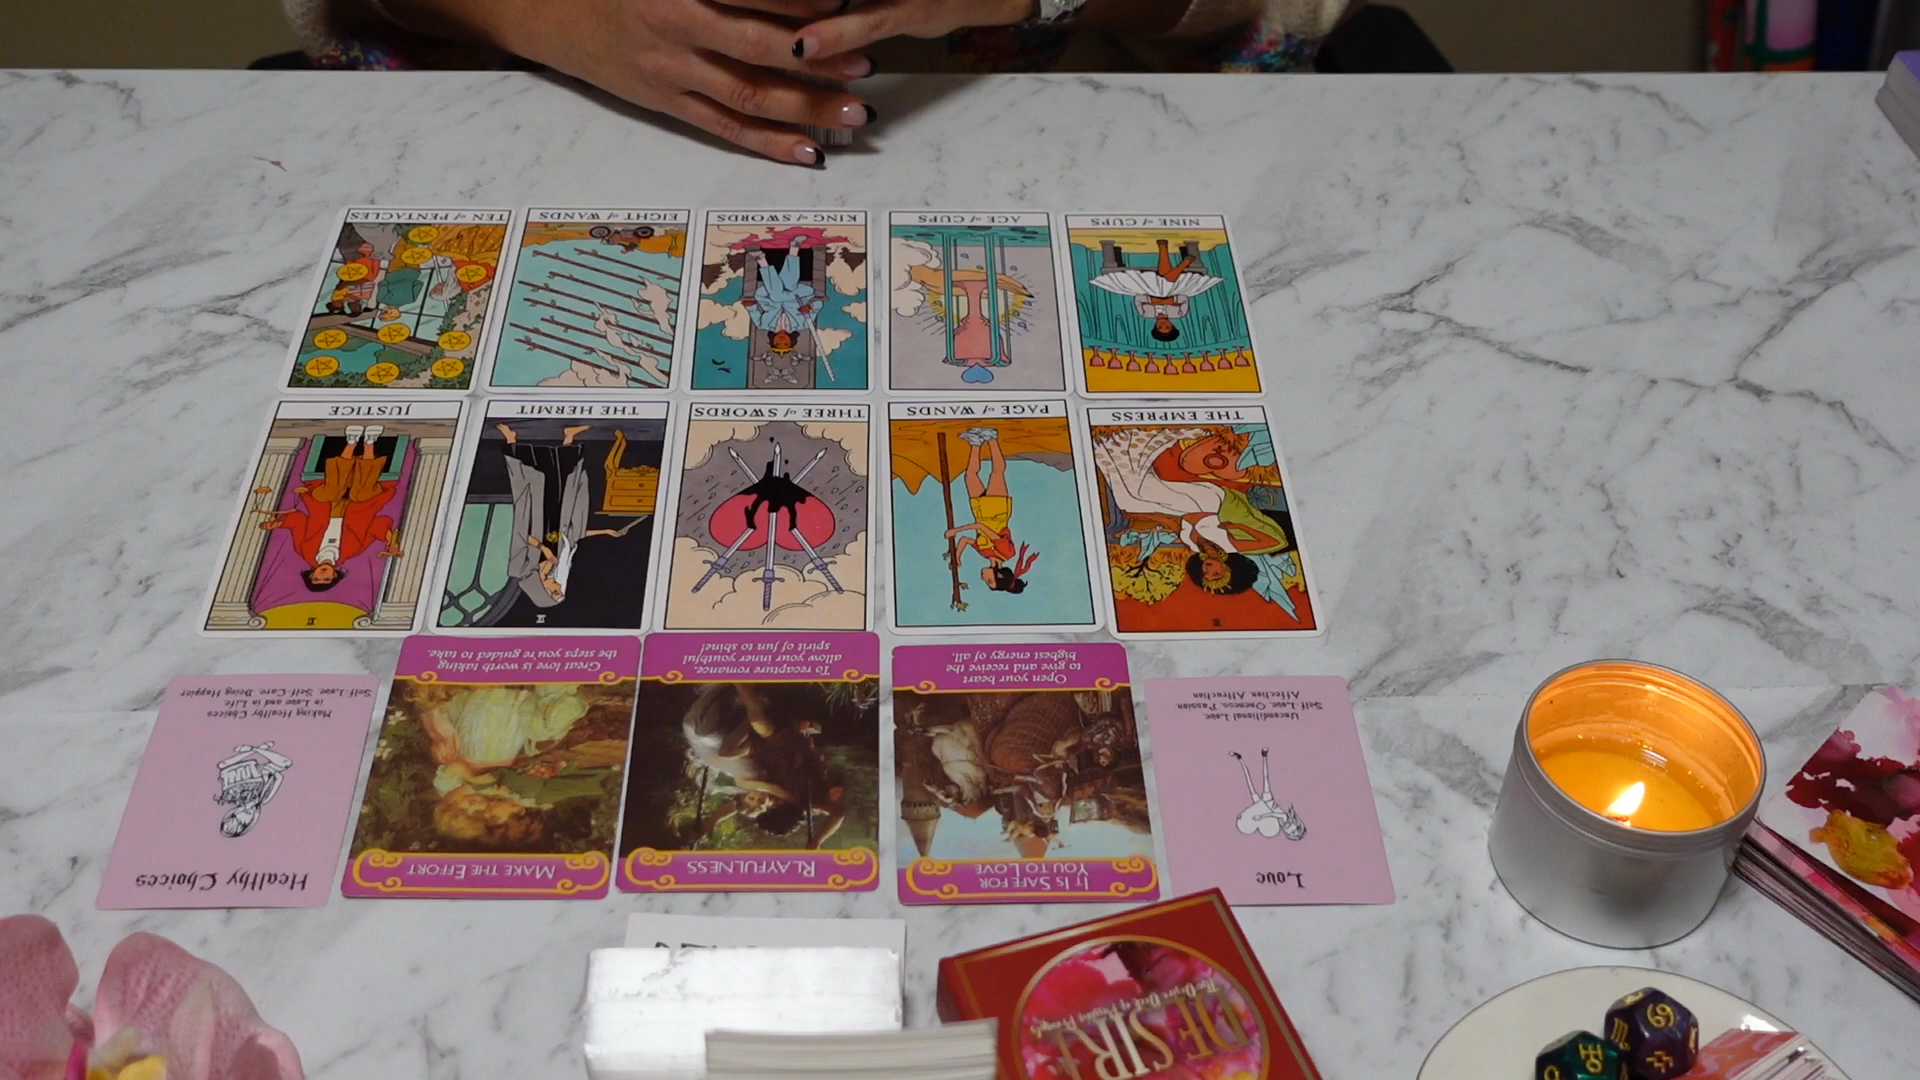 TEN of PENTACLES
EIGHT of WANDS
KING of SWORDS
ACE of CUPS
NINE of CUPS
JUSTICE
THE HERMIT
II
THREE of SWORDS
PAGE of WANDS
THE EMPRESS
Making Healthy Choices
in Love and in Life.
Self-Love. Self-Care. Being Happier
Healthy Choices
Great love is worth taking
the steps you're guided to take.
MAKE THE EFFORT
To recapture romance,
allow your inner youthful
spirit of fun to shine!
PLAYFULNESS
Open your heart
to give and receive the
highest energy of all.
IT IS SAFE FOR
YOU TO LOVE
Unconditional Love.
Self-Love. Oneness. Passion.
Affection. Attraction
Love